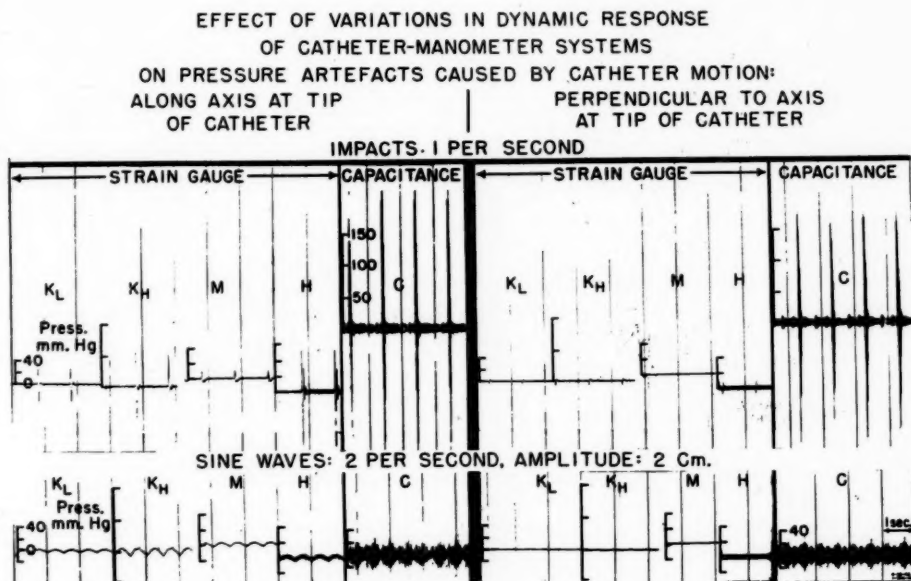 EFFECT OF VARIATIONS IN DYNAMIC RESPONSE
OF CATHETER-MANOMETER SYSTEMS
ON PRESSURE ARTEFACTS CAUSED BY CATHETER MOTION:
ALONG AXIS AT TIP
OF CATHETER
PERPENDICULAR TO AXIS
AT TIP OF CATHETER
IMPACTS. 1 PER SECOND
STRAIN GAUGE
CAPACITANCE
STRAIN GAUGE
CAPACITANCE
150
100
50
KL KH M H C
KL KH M H C
Press.
mm. Hg
40
0
SINE WAVES: 2 PER SECOND, AMPLITUDE: 2 Cm.
KL KH M H C
KL KH M H C
Press.
mm. Hg
40
0
40
1sec.